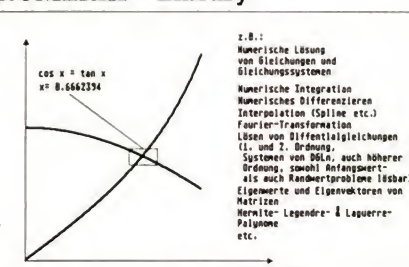 cos x = tan x
x= 0.6662394
z.B.:
Numerische Lösung
von Gleichungen und
Gleichungssystemen
Numerische Integration
Numerisches Differenzieren
Interpolation (Spline etc.)
Fourier-Transformation
Lösen von Diffentialgleichungen
(1. und 2. Ordnung,
Systemen von DGLn, auch höherer
Ordnung, sowohl Anfangswert-
als auch Randwertprobleme lösbar)
Eigenwerte und Eigenvektoren von
Matrizen
Hermite- Legendre- & Laguerre-
Polynome
etc.